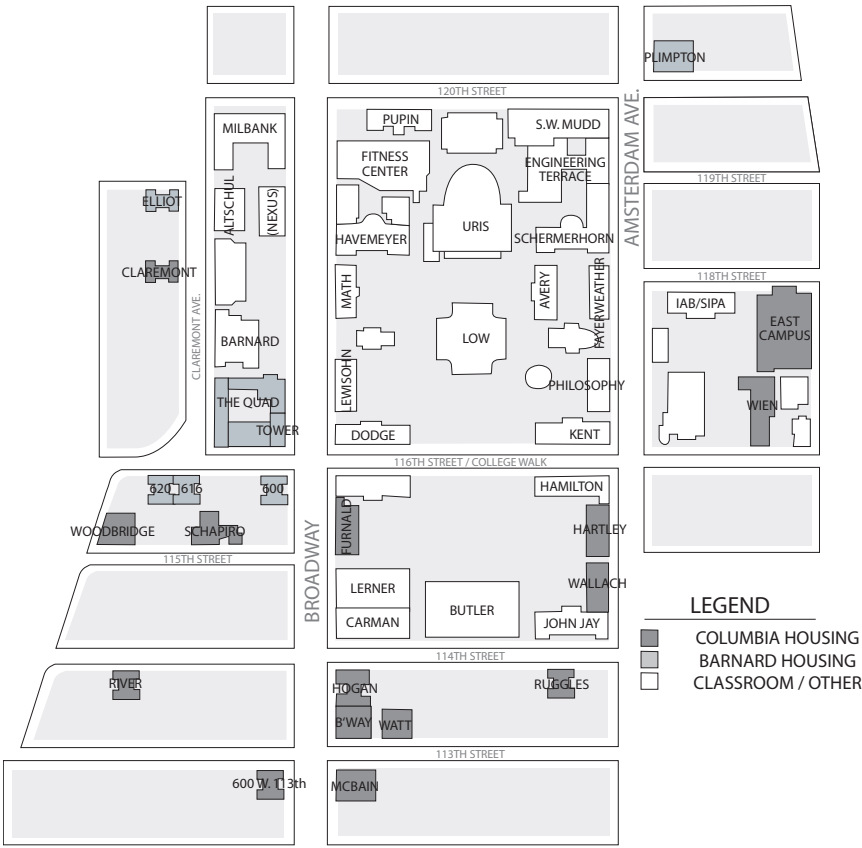 PLIMPTON
120TH STREET
AMSTERDAM AVE.
MILBANK
PUPIN
S.W. MUDD
FITNESS
CENTER
ENGINEERING
TERRACE
119TH STREET
ELLIOT
ALTSCHUL
(NEXUS)
URIS
HAVEMEYER
SCHERMERHORN
CLAREMONT
118TH STREET
MATH
AVERY
FAYERWEATHER
IAB/SIPA
EAST
CAMPUS
CLAREMONT AVE.
BARNARD
LOW
LEWISOHN
PHILOSOPHY
THE QUAD
WIEN
TOWER
DODGE
KENT
116TH STREET / COLLEGE WALK
620
616
600
HAMILTON
WOODBRIDGE
SCHAPIRO
FURNALD
HARTLEY
115TH STREET
BROADWAY
LERNER
WALLACH
BUTLER
CARMAN
JOHN JAY
LEGEND
COLUMBIA HOUSING
BARNARD HOUSING
CLASSROOM / OTHER
114TH STREET
RIVER
HOGAN
RUGGLES
B'WAY
WATT
113TH STREET
600 W. 113th
MCBAIN